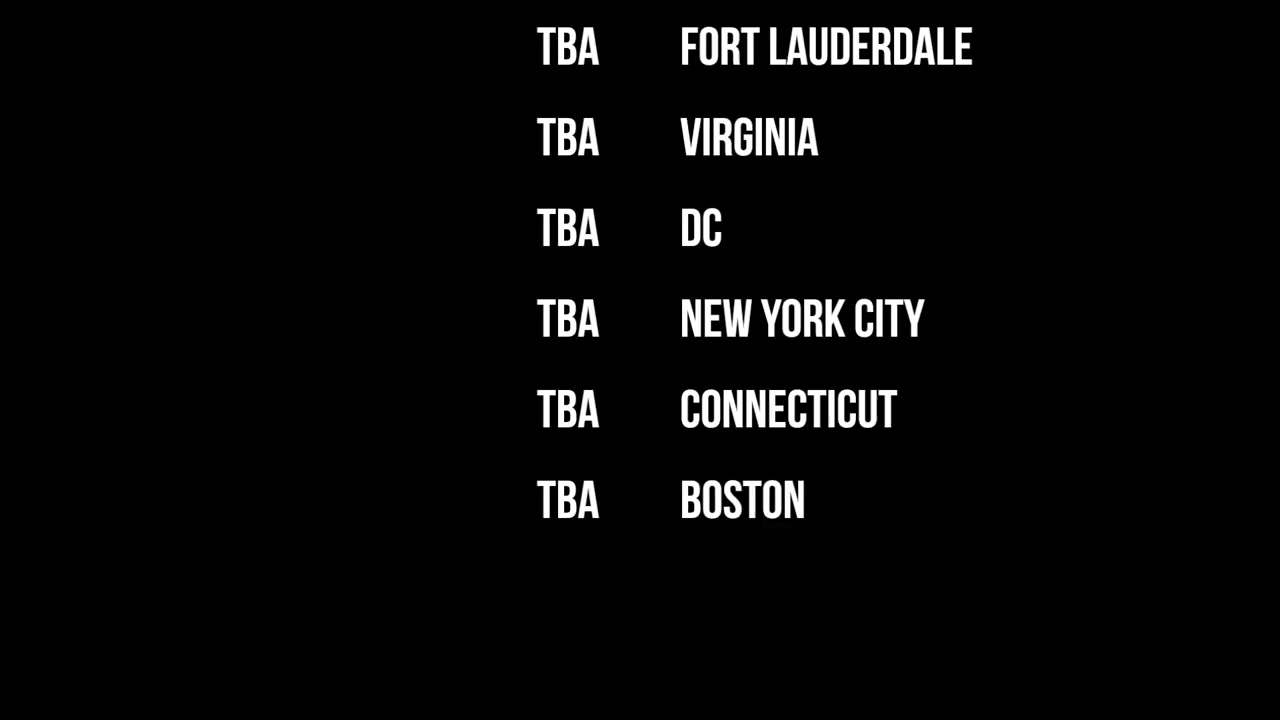 TBA FORT LAUDERDALE
TBA VIRGINIA
TBA DC
TBA NEW YORK CITY
TBA CONNECTICUT
TBA BOSTON